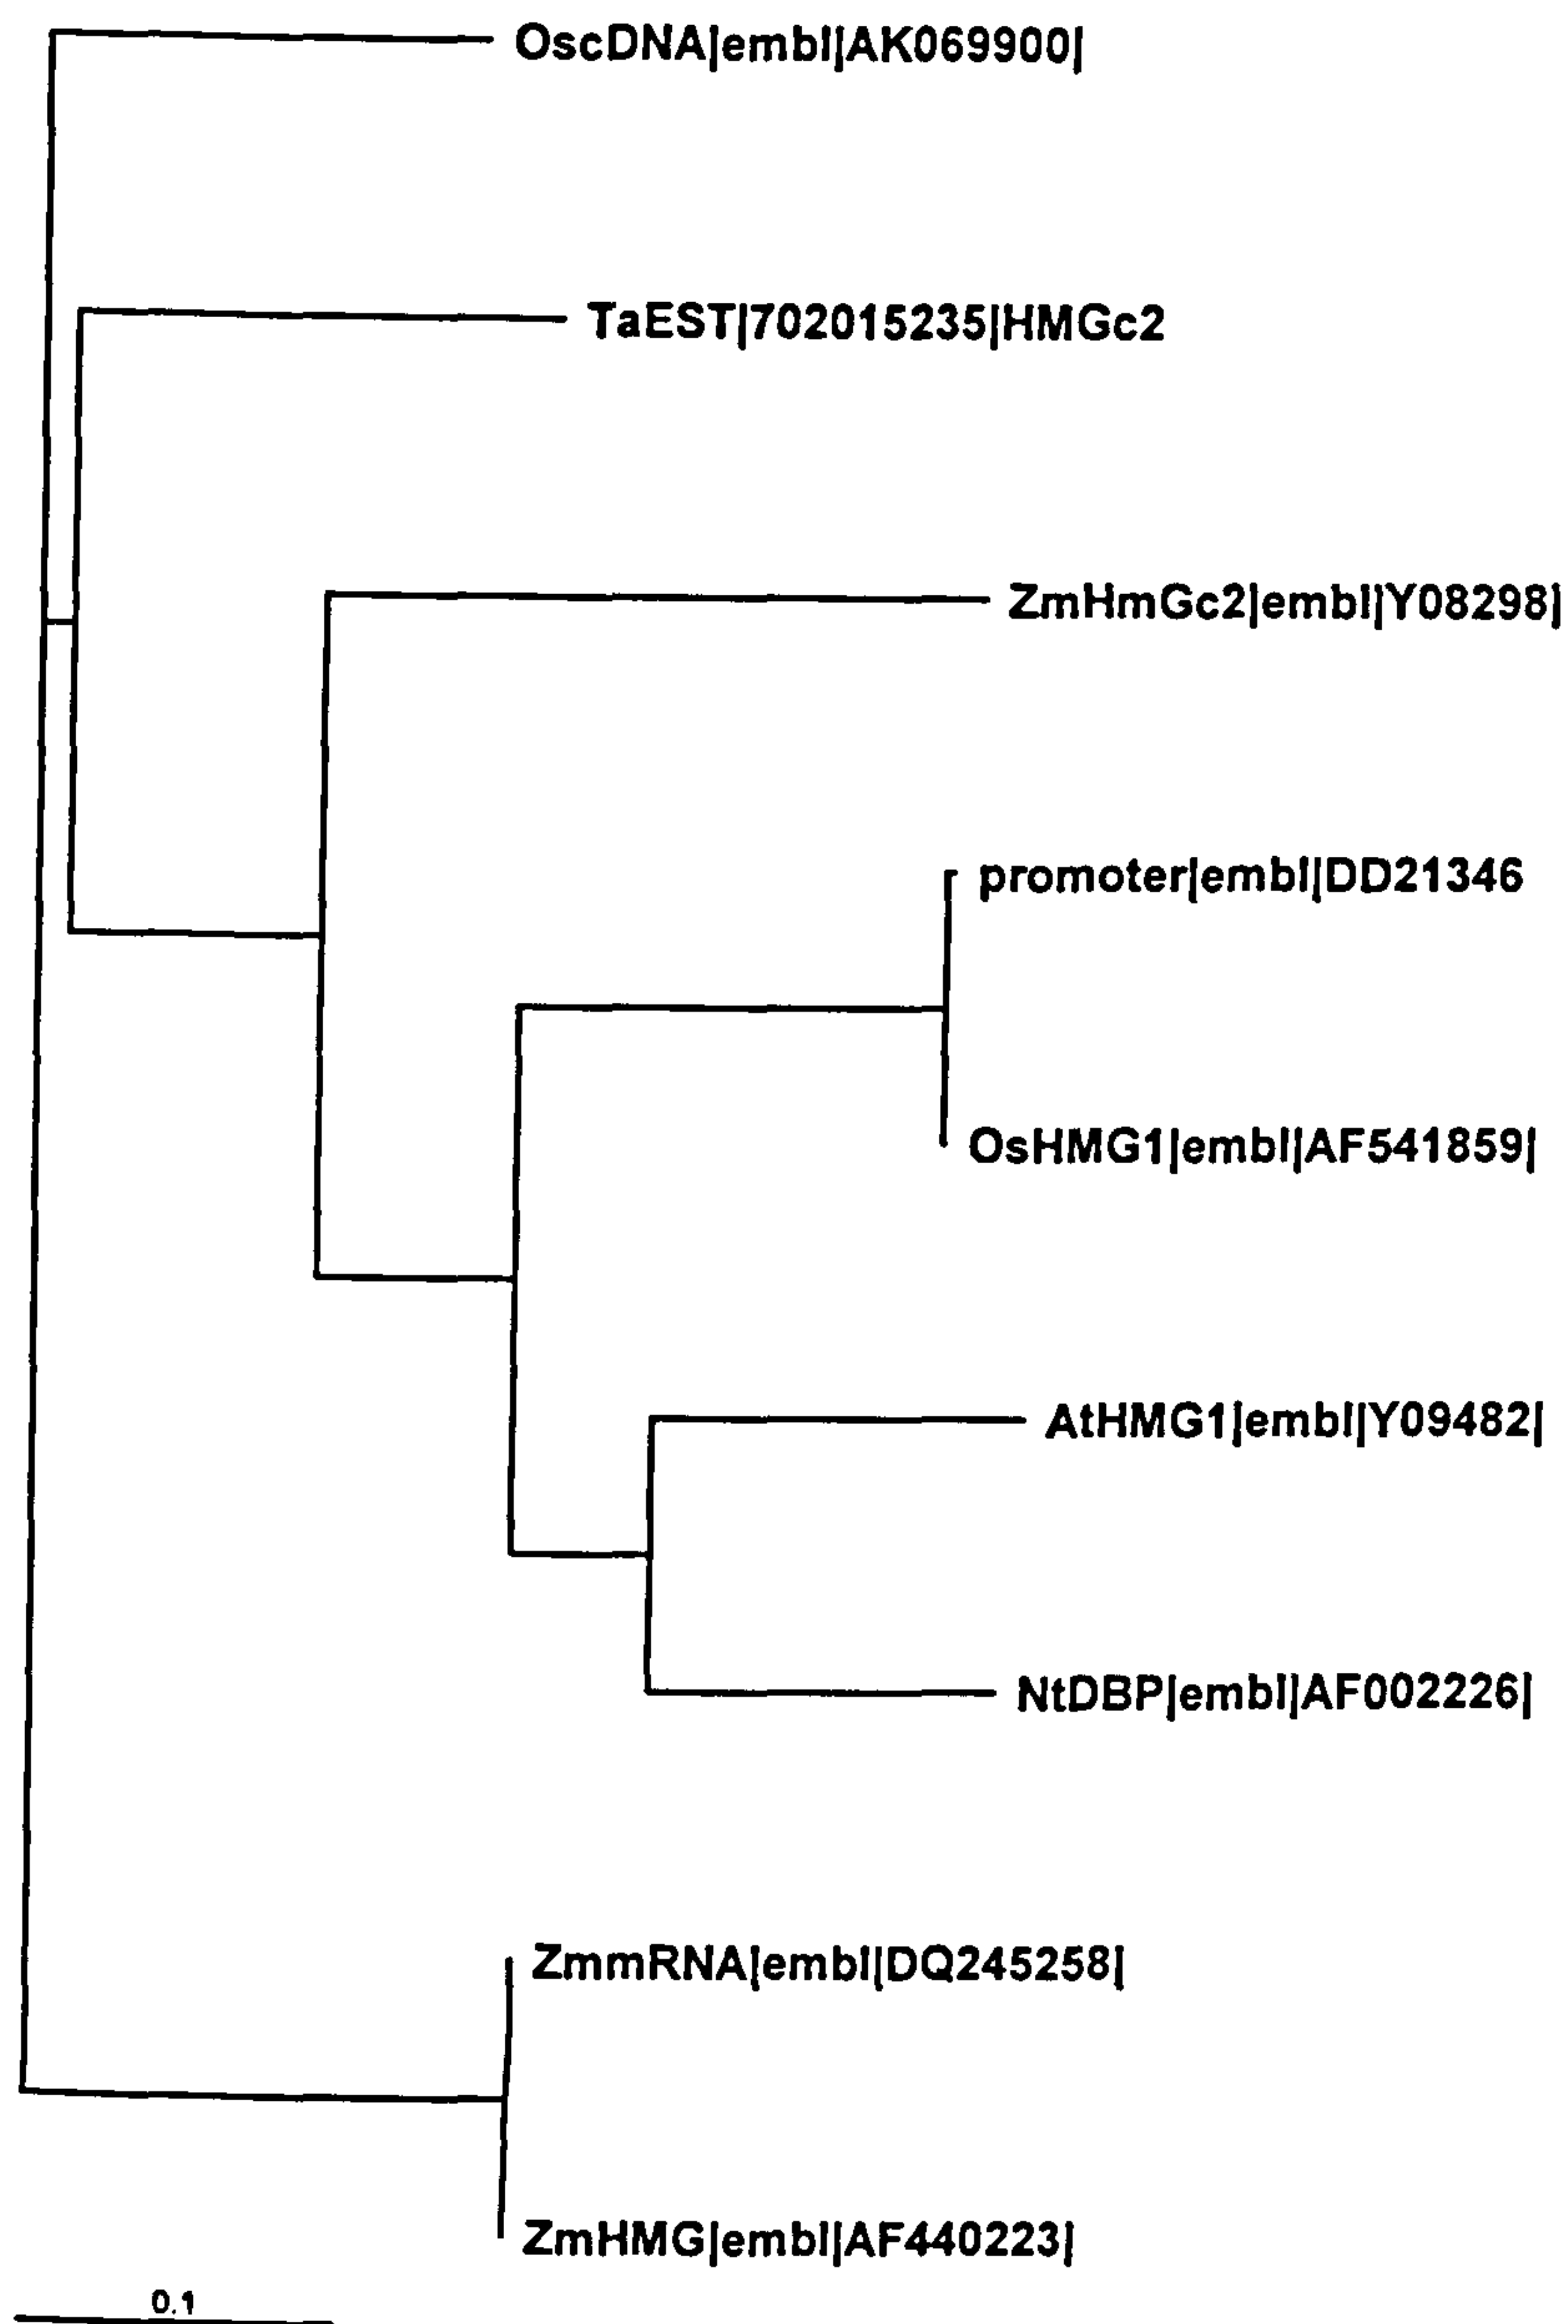 OscDNA|embl|AK069900|
TaEST|702015235|HMGc2
ZmHmGc2|embl|Y08298|
promoter|embl|DD21346
OsHMG1|embl|AF541859|
AtHMG1|embl|Y09482|
NtDBP|embl|AF002226|
ZmmRNA|embl|DQ245258|
ZmHMG|embl|AF440223|
0.1